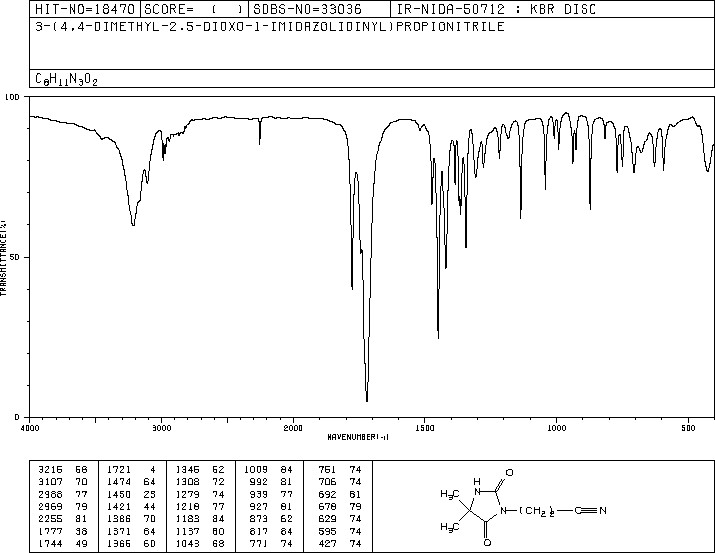 HIT-NO=18470 SCORE= ( ) SDBS-NO=33036 IR-NIDA-50712 : KBR DISC
3-(4,4-DIMETHYL-2,5-DIOXO-1-IMIDAZOLIDINYL)PROPIONITRILE
C8H11N3O2
100
TRANSMITTANCE(%)
50
0
4000 3000 2000 1500 1000 500
WAVENUMBER(-1)
3215 68 1721 4 1346 62 1009 84 751 74
3107 70 1474 64 1308 72 992 81 706 74
2988 77 1450 23 1279 74 939 77 692 81
2969 79 1421 44 1218 77 927 81 678 79
2255 81 1386 70 1183 84 873 62 629 74
1777 38 1371 64 1137 60 817 84 595 74
1744 49 1366 60 1043 68 771 74 427 74
O
H3C NH
N (CH2)2 C≡N
H3C
O